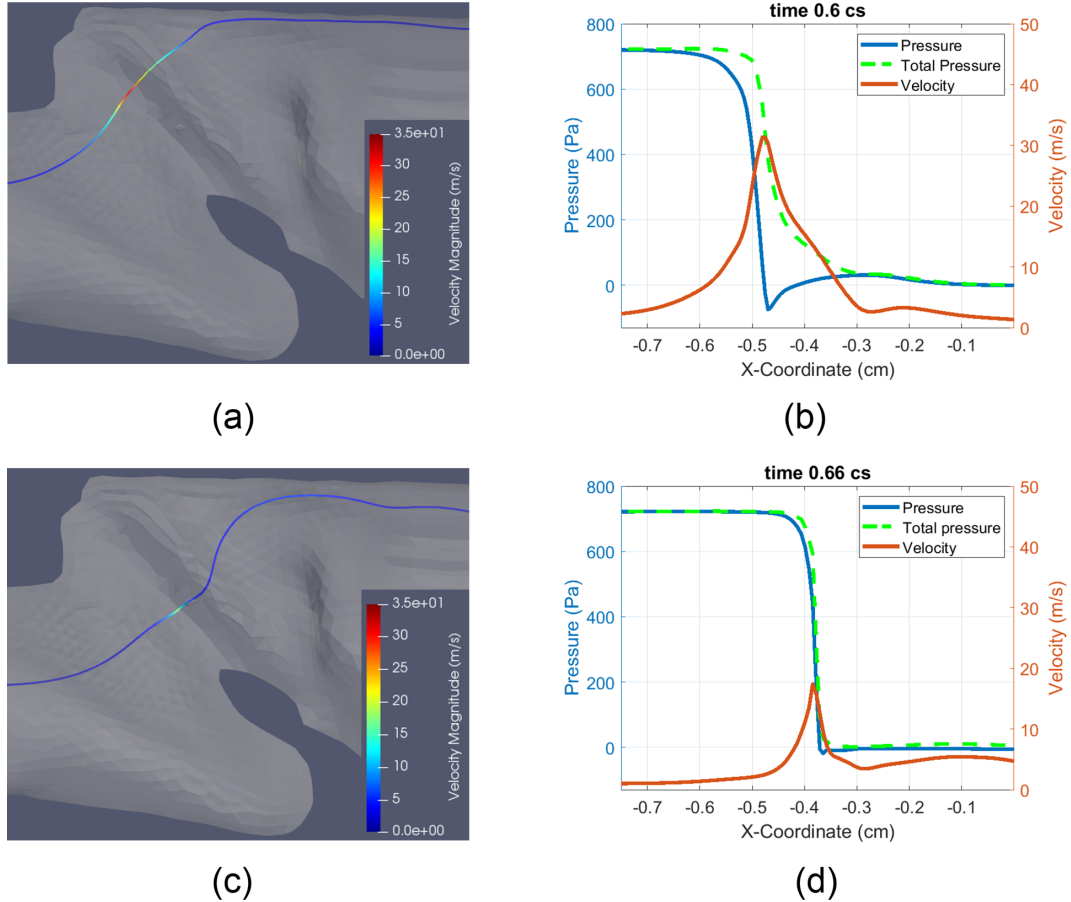 3.5e+01
30
25
20
15
10
5
0.0e+00
Velocity Magnitude (m/s)
(a)
time 0.6 cs
800
600
400
200
0
Pressure (Pa)
Pressure
Total Pressure
Velocity
50
40
30
20
10
0
Velocity (m/s)
-0.7 -0.6 -0.5 -0.4 -0.3 -0.2 -0.1
X-Coordinate (cm)
(b)
3.5e+01
30
25
20
15
10
5
0.0e+00
Velocity Magnitude (m/s)
(c)
time 0.66 cs
800
600
400
200
0
Pressure (Pa)
Pressure
Total pressure
Velocity
50
40
30
20
10
0
Velocity (m/s)
-0.7 -0.6 -0.5 -0.4 -0.3 -0.2 -0.1
X-Coordinate (cm)
(d)